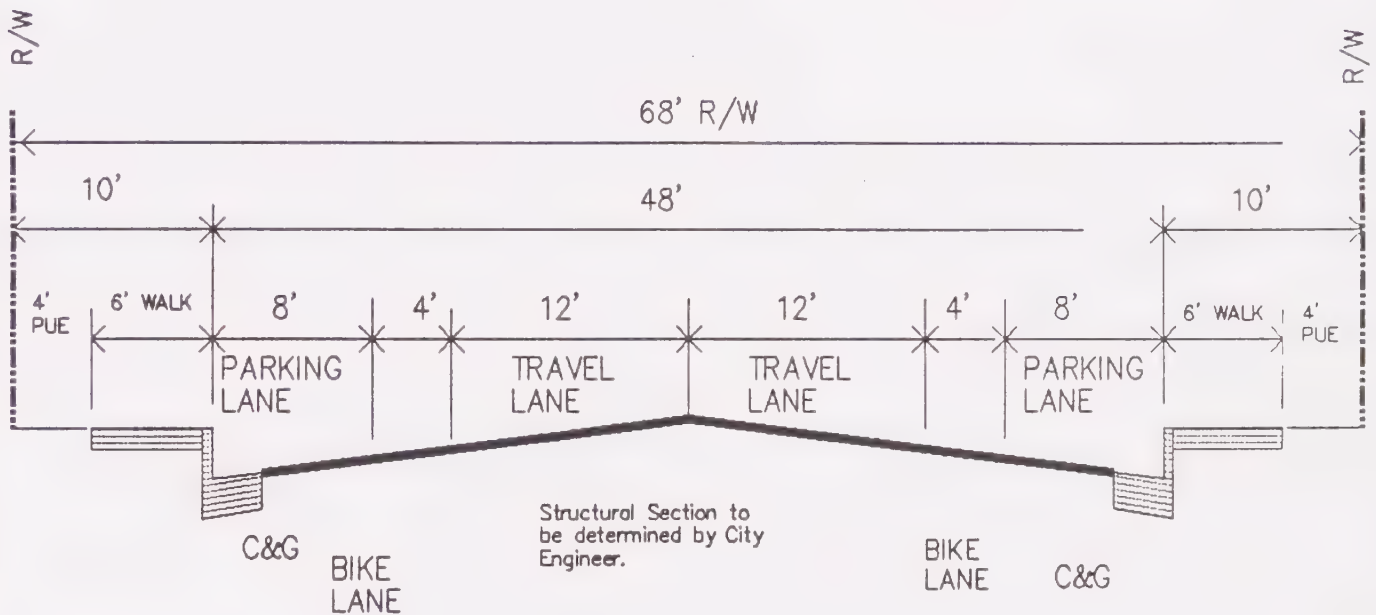 R/W
R/W
68' R/W
10'
48'
10'
4'
PUE
6' WALK
8'
4'
12'
12'
4'
8'
6' WALK
4'
PUE
PARKING
LANE
TRAVEL
LANE
TRAVEL
LANE
PARKING
LANE
C&G
BIKE
LANE
Structural Section to
be determined by City
Engineer.
BIKE
LANE
C&G